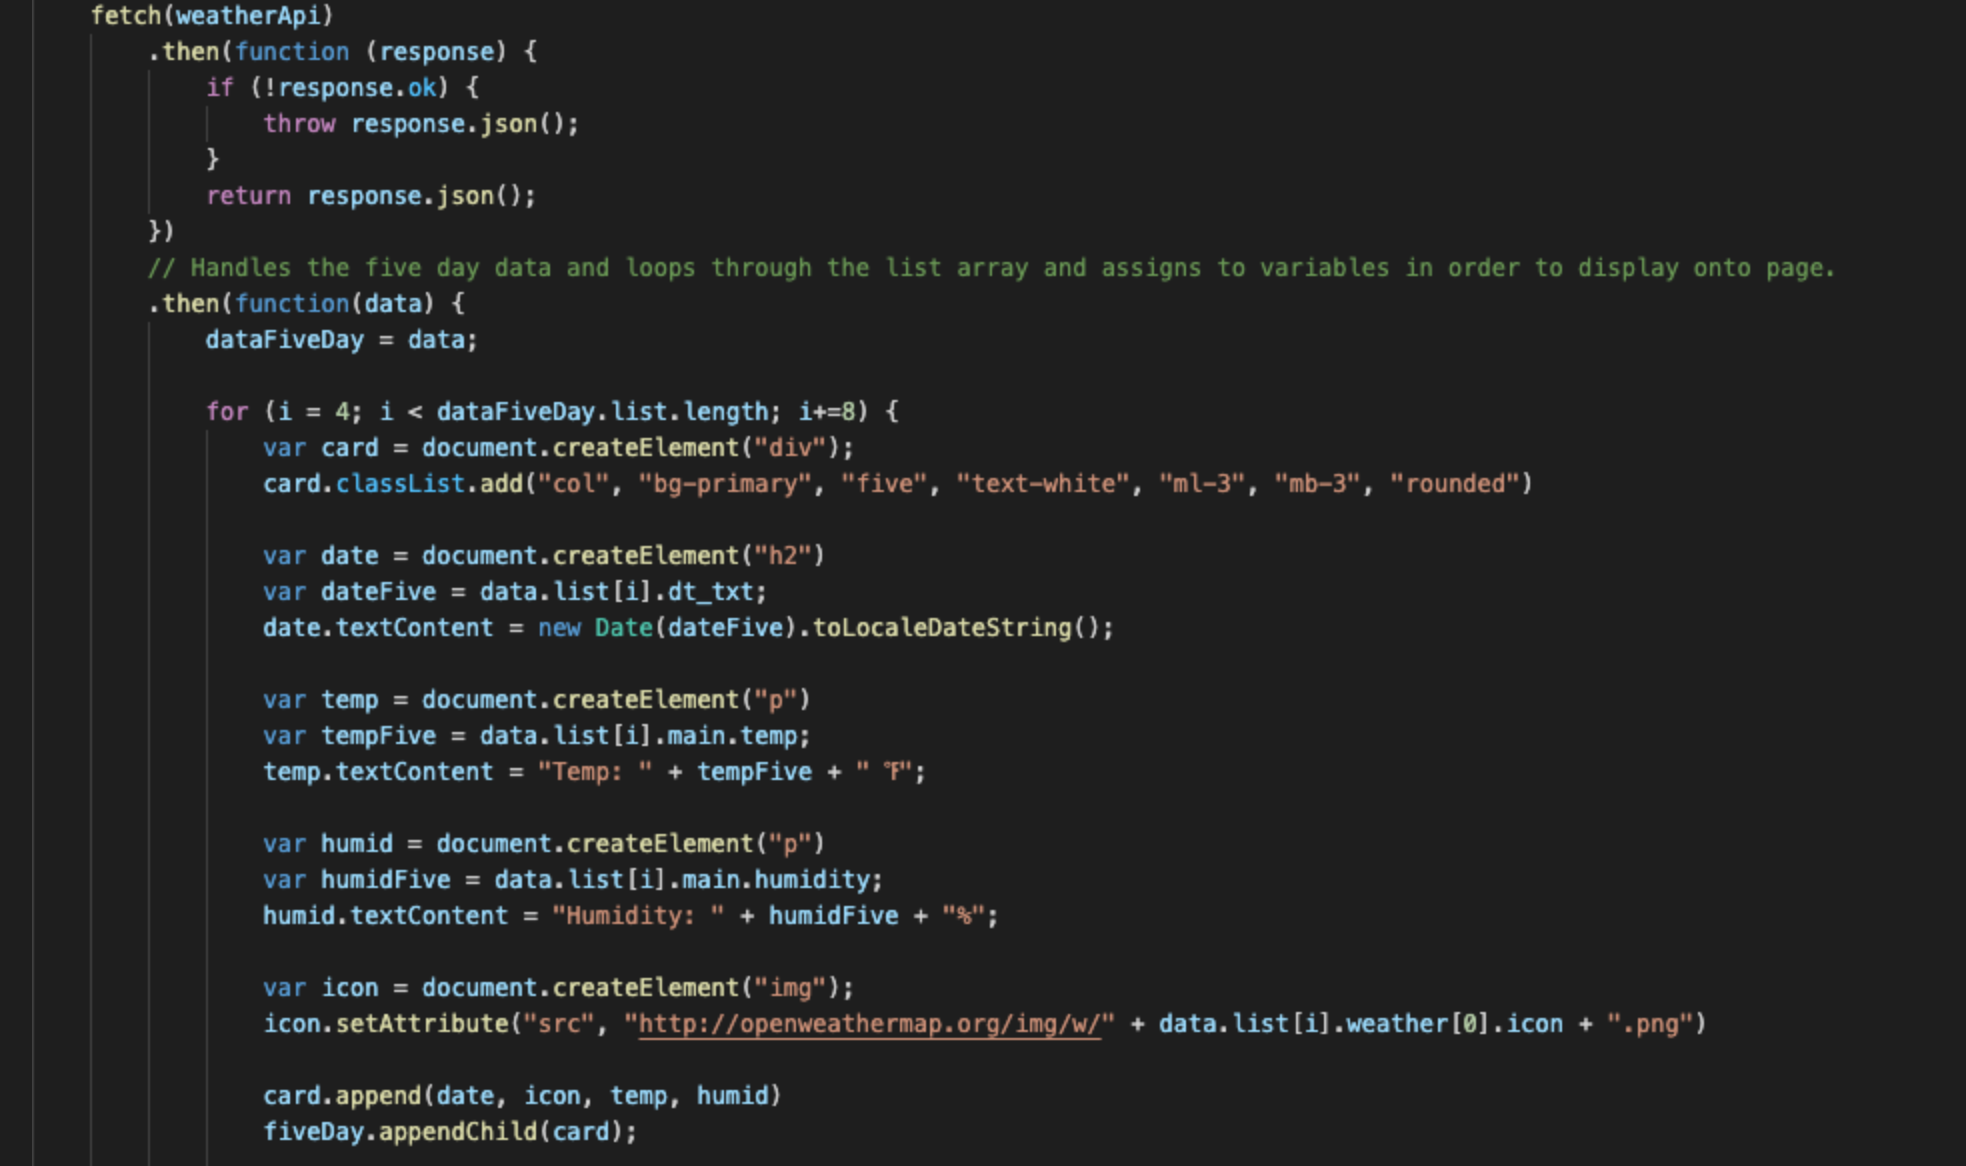 fetch(weatherApi)
.then(function (response) {
if (!response.ok) {
throw response.json();
}
return response.json();
})
// Handles the five day data and loops through the list array and assigns to variables in order to display onto page.
.then(function(data) {
dataFiveDay = data;
for (i = 4; i < dataFiveDay.list.length; i+=8) {
var card = document.createElement("div");
card.classList.add("col", "bg-primary", "five", "text-white", "ml-3", "mb-3", "rounded")
var date = document.createElement("h2")
var dateFive = data.list[i].dt_txt;
date.textContent = new Date(dateFive).toLocaleDateString();
var temp = document.createElement("p")
var tempFive = data.list[i].main.temp;
temp.textContent = "Temp: " + tempFive + " ℉";
var humid = document.createElement("p")
var humidFive = data.list[i].main.humidity;
humid.textContent = "Humidity: " + humidFive + "%";
var icon = document.createElement("img");
icon.setAttribute("src", "http://openweathermap.org/img/w/" + data.list[i].weather[0].icon + ".png")
card.append(date, icon, temp, humid)
fiveDay.appendChild(card);